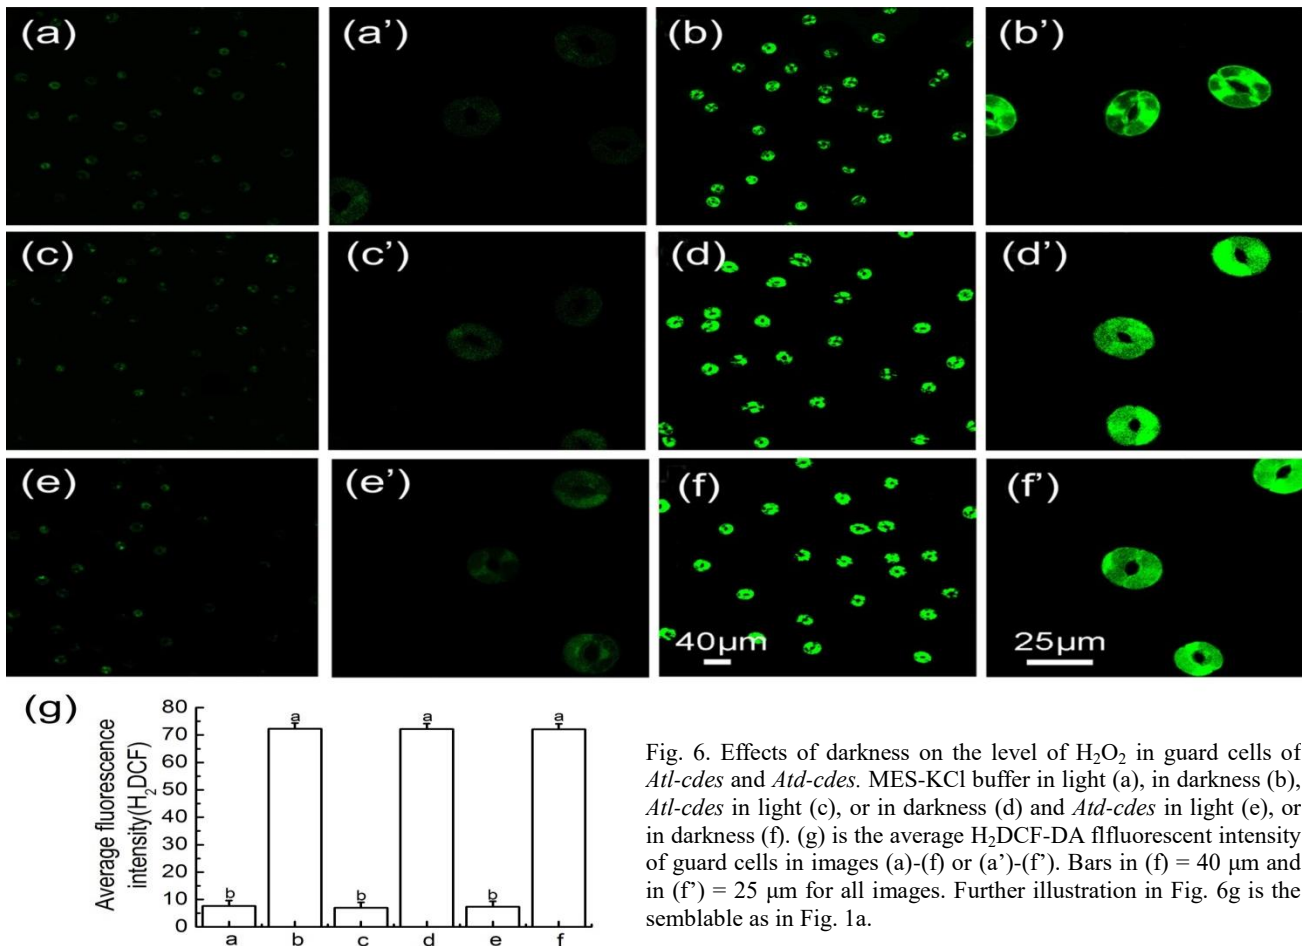 (a) (a') (b) (b')
(c) (c') (d) (d')
(e) (e') (f) (f')
40μm 25μm
(g)
Average fluorescence
intensity(H₂DCF)
80
70
60
50
40
30
20
10
0
b a b a b a
a b c d e f
Fig. 6. Effects of darkness on the level of H₂O₂ in guard cells of
Atl-cdes and Atd-cdes. MES-KCl buffer in light (a), in darkness (b),
Atl-cdes in light (c), or in darkness (d) and Atd-cdes in light (e), or
in darkness (f). (g) is the average H₂DCF-DA flfluorescent intensity
of guard cells in images (a)-(f) or (a’)-(f’). Bars in (f) = 40 μm and
in (f’) = 25 μm for all images. Further illustration in Fig. 6g is the
semblable as in Fig. 1a.